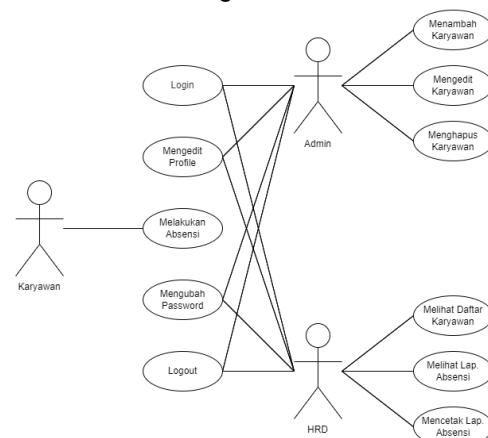 Menambah
Karyawan
Login
Mengedit
Karyawan
Admin
Menghapus
Karyawan
Mengedit
Profile
Melakukan
Absensi
Karyawan
Mengubah
Password
Melihat Daftar
Karyawan
Logout
Melihat Lap.
Absensi
HRD
Mencetak Lap.
Absensi